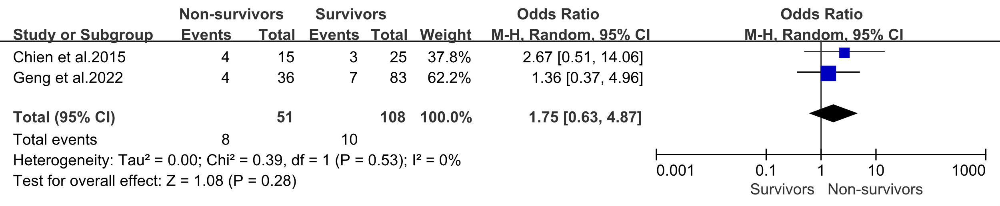 Non-survivors Survivors Odds Ratio Odds Ratio
Study or Subgroup Events Total Events Total Weight M-H, Random, 95% CI M-H, Random, 95% CI
Chien et al.2015 4 15 3 25 37.8% 2.67 [0.51, 14.06]
Geng et al.2022 4 36 7 83 62.2% 1.36 [0.37, 4.96]
Total (95% CI) 51 108 100.0% 1.75 [0.63, 4.87]
Total events 8 10
Heterogeneity: Tau² = 0.00; Chi² = 0.39, df = 1 (P = 0.53); I² = 0%
Test for overall effect: Z = 1.08 (P = 0.28)
0.001 0.1 1 10 1000
Survivors Non-survivors